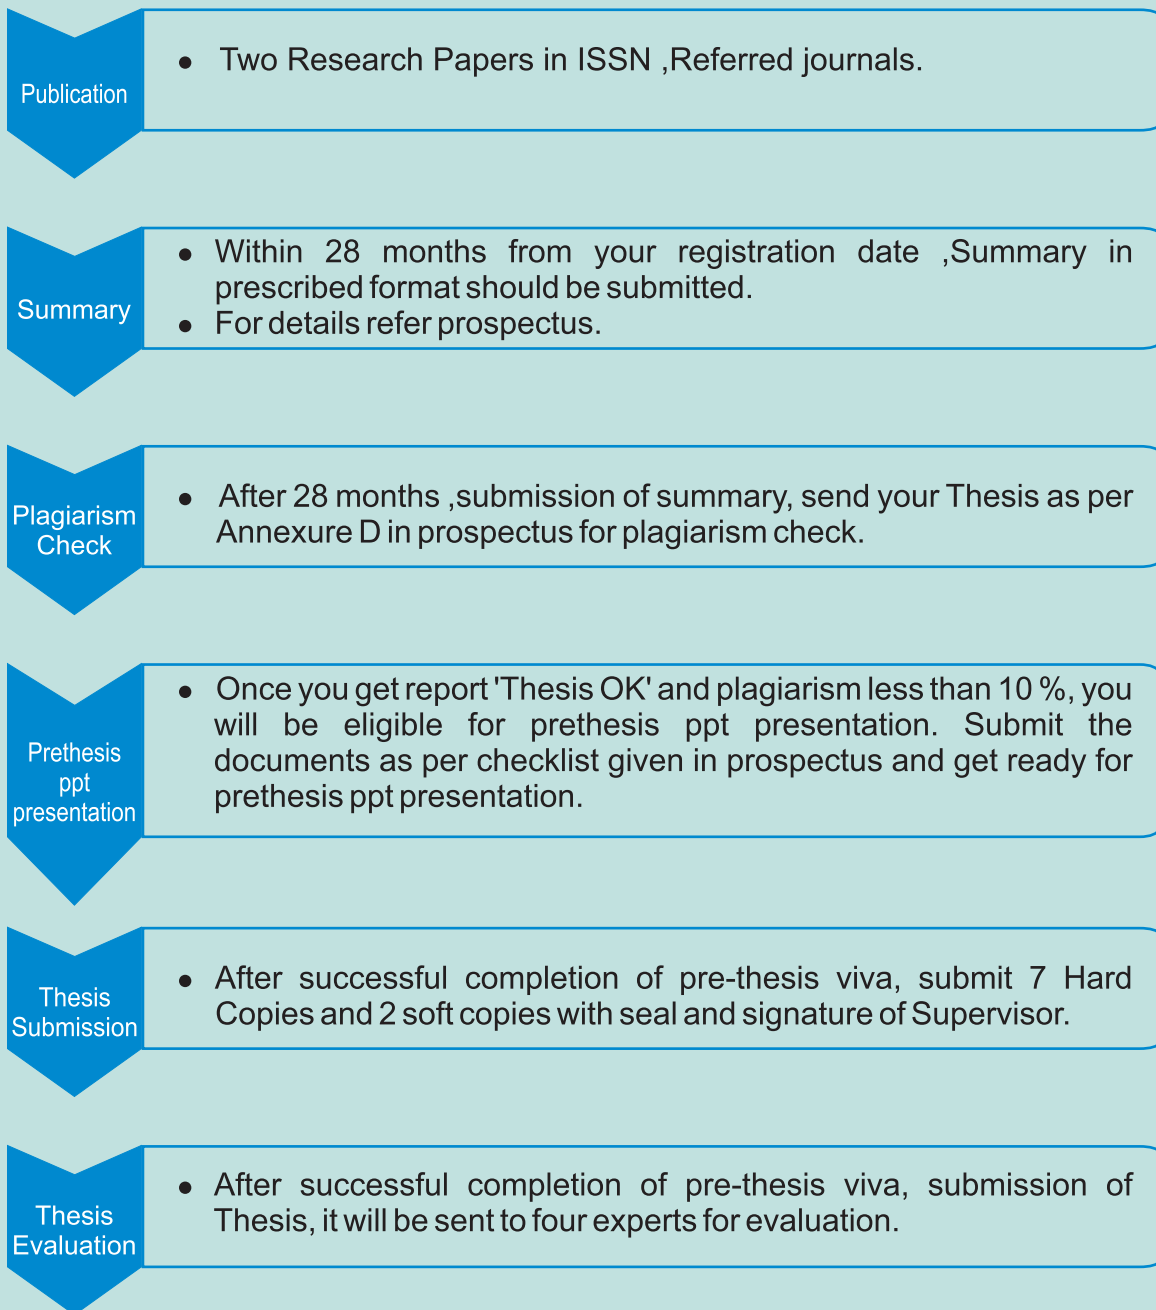 Publication
● Two Research Papers in ISSN ,Referred journals.
Summary
● Within 28 months from your registration date ,Summary in
prescribed format should be submitted.
● For details refer prospectus.
Plagiarism
Check
● After 28 months ,submission of summary, send your Thesis as per
Annexure D in prospectus for plagiarism check.
Prethesis
ppt
presentation
● Once you get report 'Thesis OK' and plagiarism less than 10 %, you
will be eligible for prethesis ppt presentation. Submit the
documents as per checklist given in prospectus and get ready for
prethesis ppt presentation.
Thesis
Submission
● After successful completion of pre-thesis viva, submit 7 Hard
Copies and 2 soft copies with seal and signature of Supervisor.
Thesis
Evaluation
● After successful completion of pre-thesis viva, submission of
Thesis, it will be sent to four experts for evaluation.